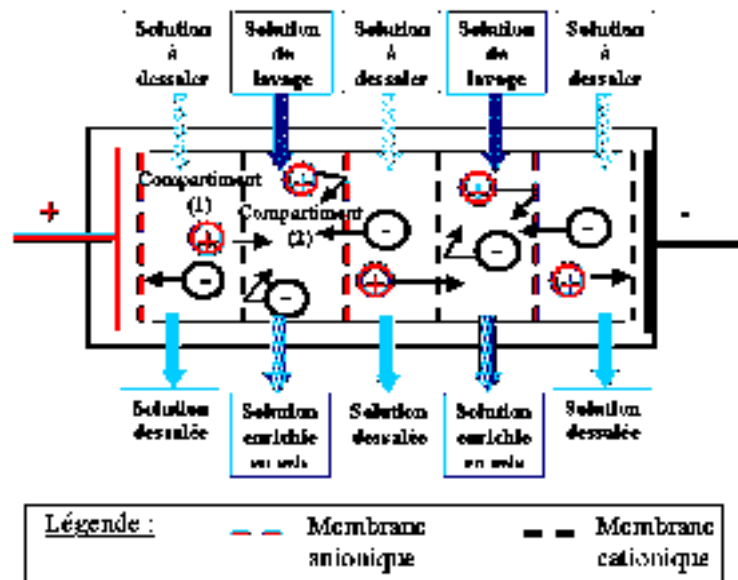 Solution
à
dessaler
Solution
de
lavage
Solution
à
dessaler
Solution
de
lavage
Solution
à
dessaler
Compartiment
(1)
Compartiment
(2)
+
-
+
+
+
+
+
-
-
-
-
-
Solution
dessalée
Solution
enrichie
en sels
Solution
dessalée
Solution
enrichie
en sels
Solution
dessalée
Légende :
Membrane
anionique
Membrane
cationique